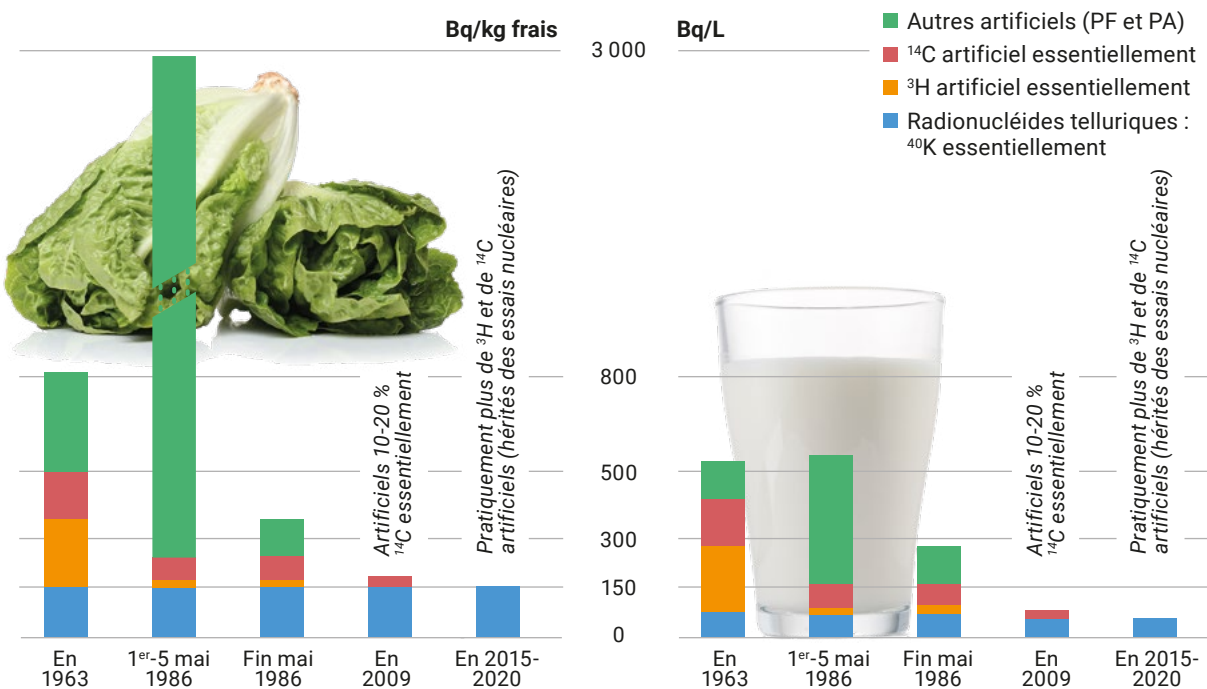 Bq/kg frais
Bq/L
3 000
800
500
300
150
0
Autres artificiels (PF et PA)
¹⁴C artificiel essentiellement
³H artificiel essentiellement
Radionucléides telluriques :
⁴⁰K essentiellement
Artificiels 10-20 %
¹⁴C essentiellement
Pratiquement plus de ³H et de ¹⁴C
artificiels (hérités des essais nucléaires)
Artificiels 10-20 %
¹⁴C essentiellement
Pratiquement plus de ³H et de ¹⁴C
artificiels (hérités des essais nucléaires)
En
1963
1ᵉʳ-5 mai
1986
Fin mai
1986
En
2009
En 2015-
2020
En
1963
1ᵉʳ-5 mai
1986
Fin mai
1986
En
2009
En 2015-
2020